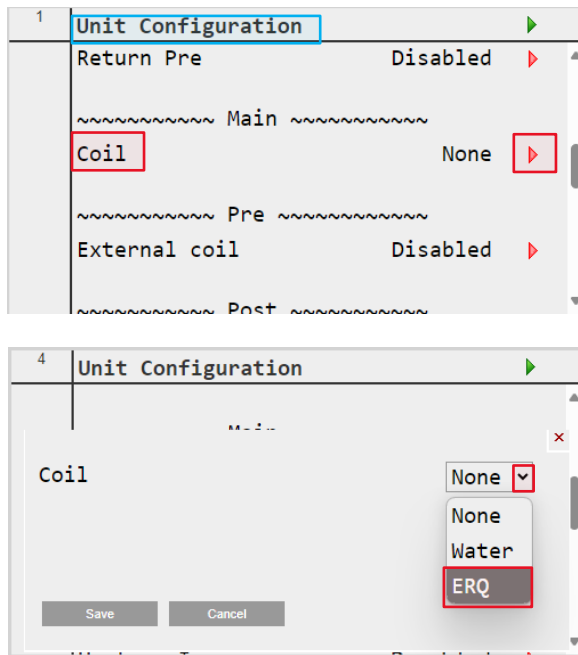 1
Unit Configuration
Return Pre Disabled
~~~~~~~~~~~ Main ~~~~~~~~~~~
Coil None
~~~~~~~~~~~ Pre ~~~~~~~~~~~~
External coil Disabled
~~~~~~~~~~~ Post ~~~~~~~~~~~
4
Unit Configuration
Main
Coil None
None
Water
ERQ
Save Cancel